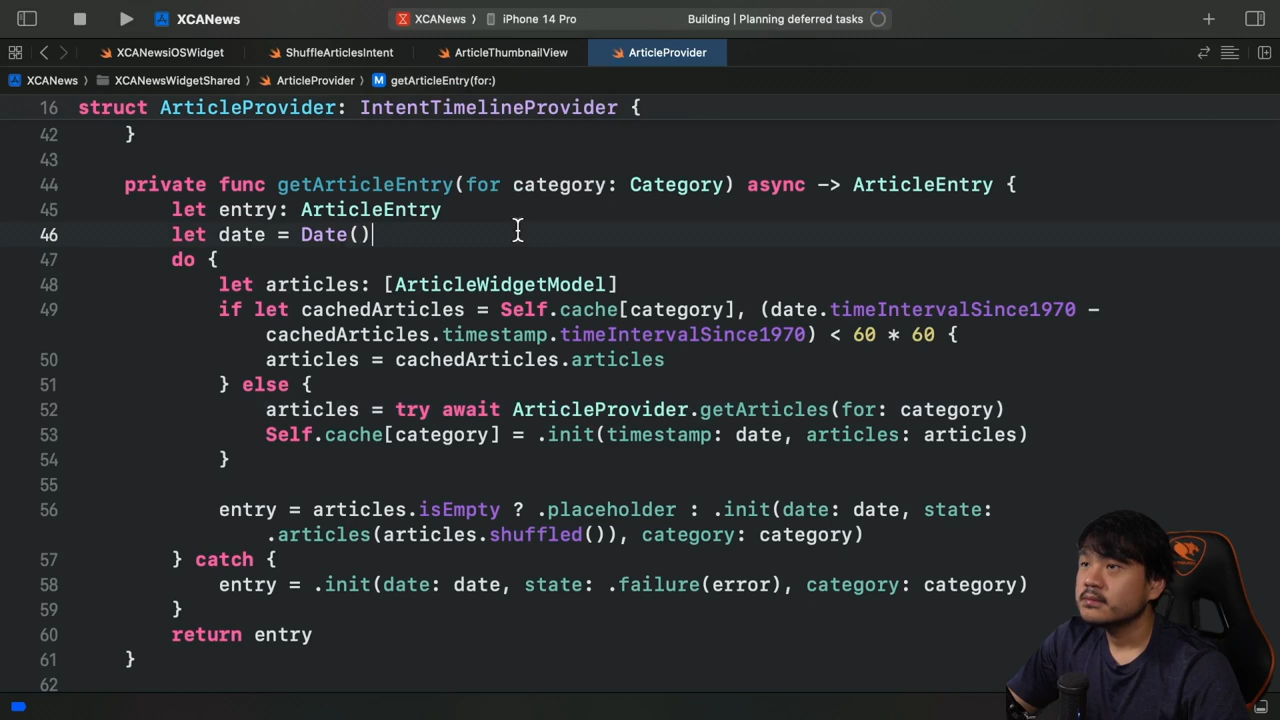 XCANews
XCANews 〉 iPhone 14 Pro
Building | Planning deferred tasks
XCANewsiOSWidget
ShuffleArticlesIntent
ArticleThumbnailView
ArticleProvider
XCANews 〉 XCANewsWidgetShared 〉 ArticleProvider 〉 M getArticleEntry(for:)
16 struct ArticleProvider: IntentTimelineProvider {
42 }
43
44 private func getArticleEntry(for category: Category) async -> ArticleEntry {
45 let entry: ArticleEntry
46 let date = Date()
47 do {
48 let articles: [ArticleWidgetModel]
49 if let cachedArticles = Self.cache[category], (date.timeIntervalSince1970 -
cachedArticles.timestamp.timeIntervalSince1970) < 60 * 60 {
50 articles = cachedArticles.articles
51 } else {
52 articles = try await ArticleProvider.getArticles(for: category)
53 Self.cache[category] = .init(timestamp: date, articles: articles)
54 }
55
56 entry = articles.isEmpty ? .placeholder : .init(date: date, state:
.articles(articles.shuffled()), category: category)
57 } catch {
58 entry = .init(date: date, state: .failure(error), category: category)
59 }
60 return entry
61 }
62